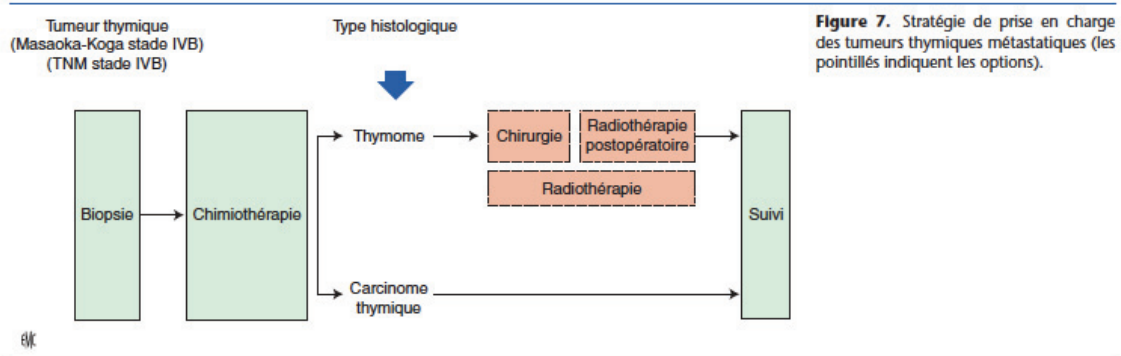 Tumeur thymique
(Masaoka-Koga stade IVB)
(TNM stade IVB)
Type histologique
Figure 7. Stratégie de prise en charge
des tumeurs thymiques métastatiques (les
pointillés indiquent les options).
Biopsie
Chimiothérapie
Thymome
Chirurgie
Radiothérapie
postopératoire
Radiothérapie
Suivi
Carcinome
thymique
EMC